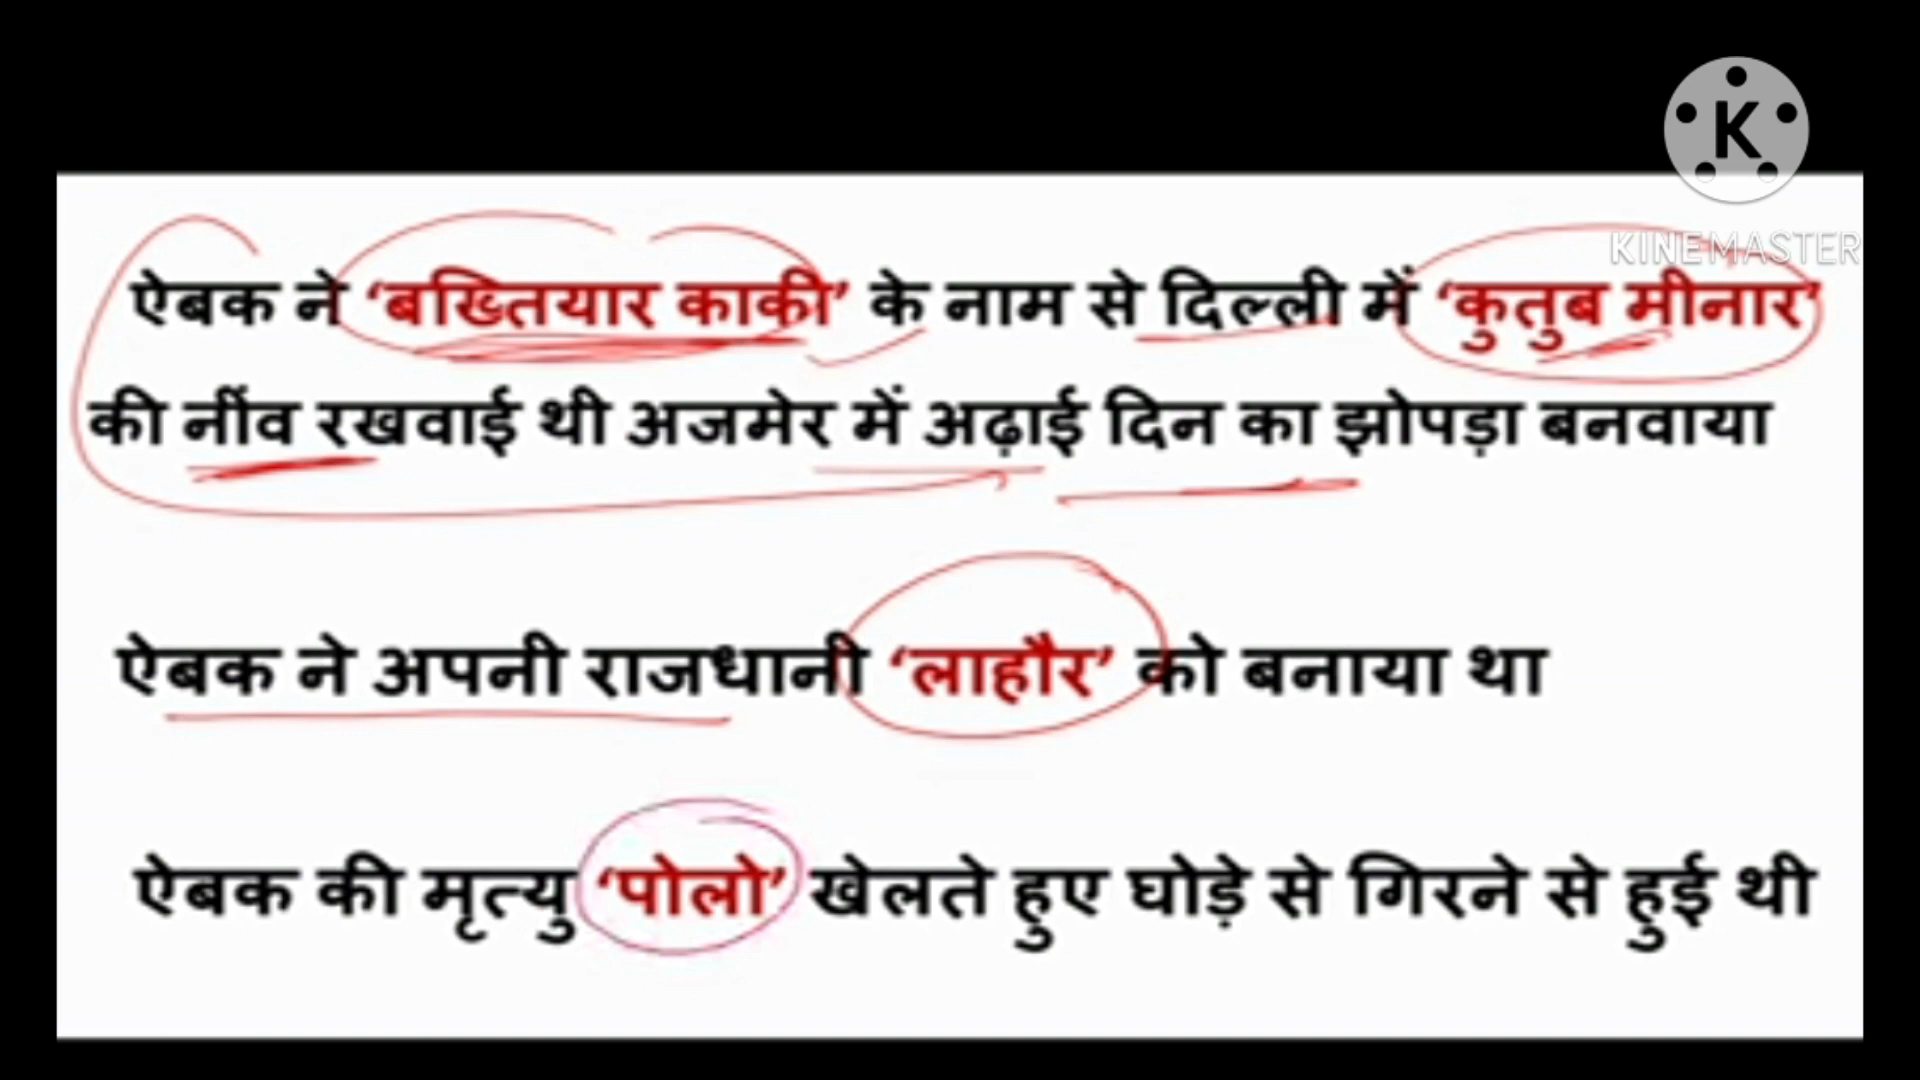 K
KINEMASTER
ऐबक ने ‘बख्तियार काकी’ के नाम से दिल्ली में ‘कुतुब मीनार’
की नींव रखवाई थी अजमेर में अढ़ाई दिन का झोपड़ा बनवाया
ऐबक ने अपनी राजधानी ‘लाहौर’ को बनाया था
ऐबक की मृत्यु ‘पोलो’ खेलते हुए घोड़े से गिरने से हुई थी